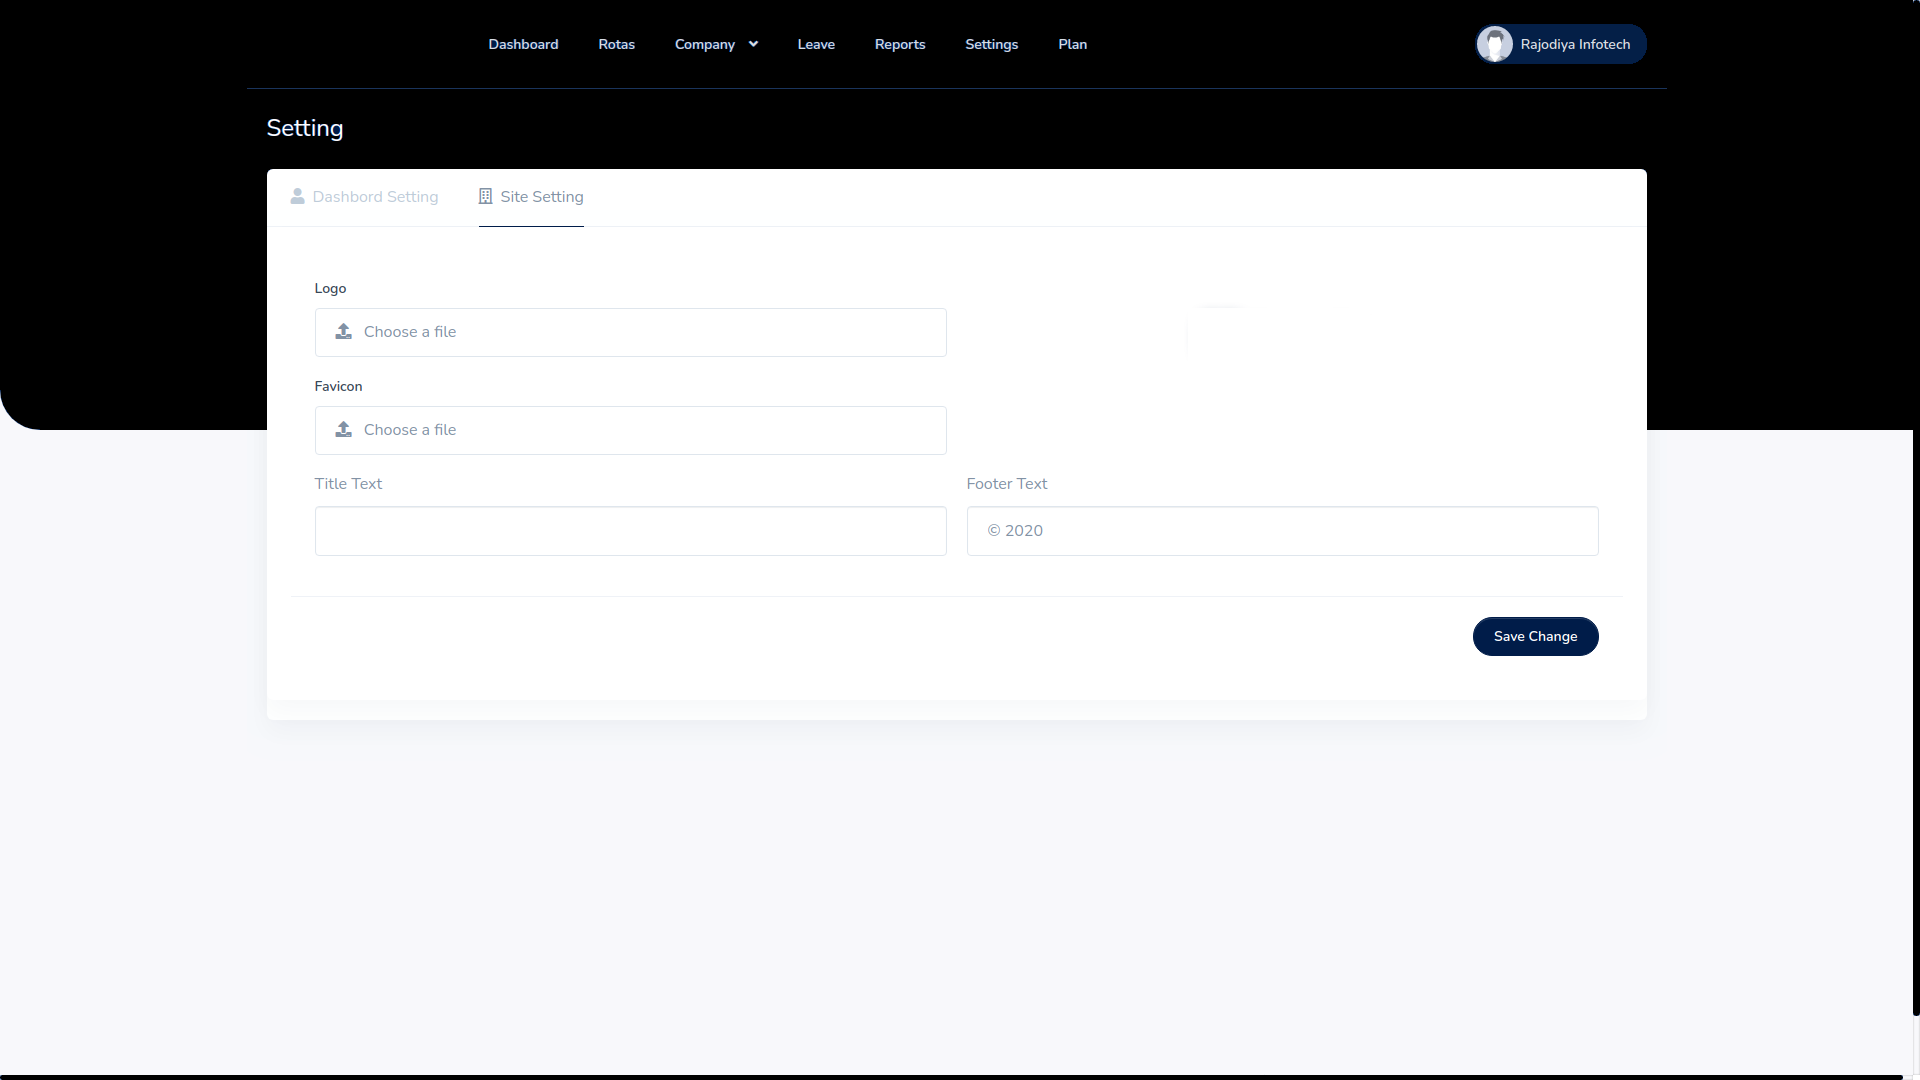 Dashboard Rotas Company Leave Reports Settings Plan Rajodiya Infotech
Setting
Dashbord Setting Site Setting
Logo
Choose a file
Favicon
Choose a file
Title Text Footer Text
© 2020
Save Change